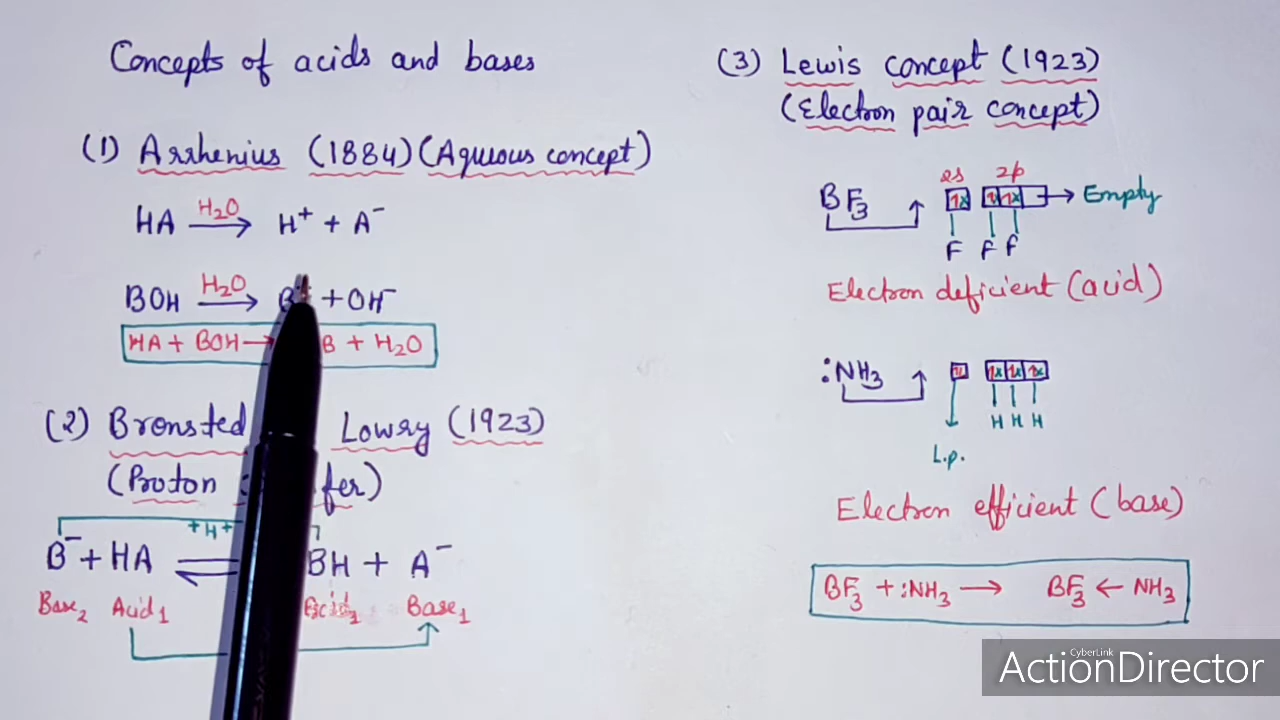 Concepts of acids and bases
(1) Arrhenius (1884) (Aqueous concept)
HA H₂O → H⁺ + A⁻
BOH H₂O → B + OH⁻
HA + BOH → B + H₂O
(2) Bronsted Lowry (1923)
(Proton fer)
+H+
B⁻ + HA ⇌ BH + A⁻
Base₂ Acid₁ Acid₂ Base₁
(3) Lewis concept (1923)
(Electron pair concept)
2s 2p
BF₃ → Empty
F F F
Electron deficient (acid)
:NH₃
H H H
L.p.
Electron efficient (base)
BF₃ + :NH₃ → BF₃ ← NH₃
CyberLink
ActionDirector